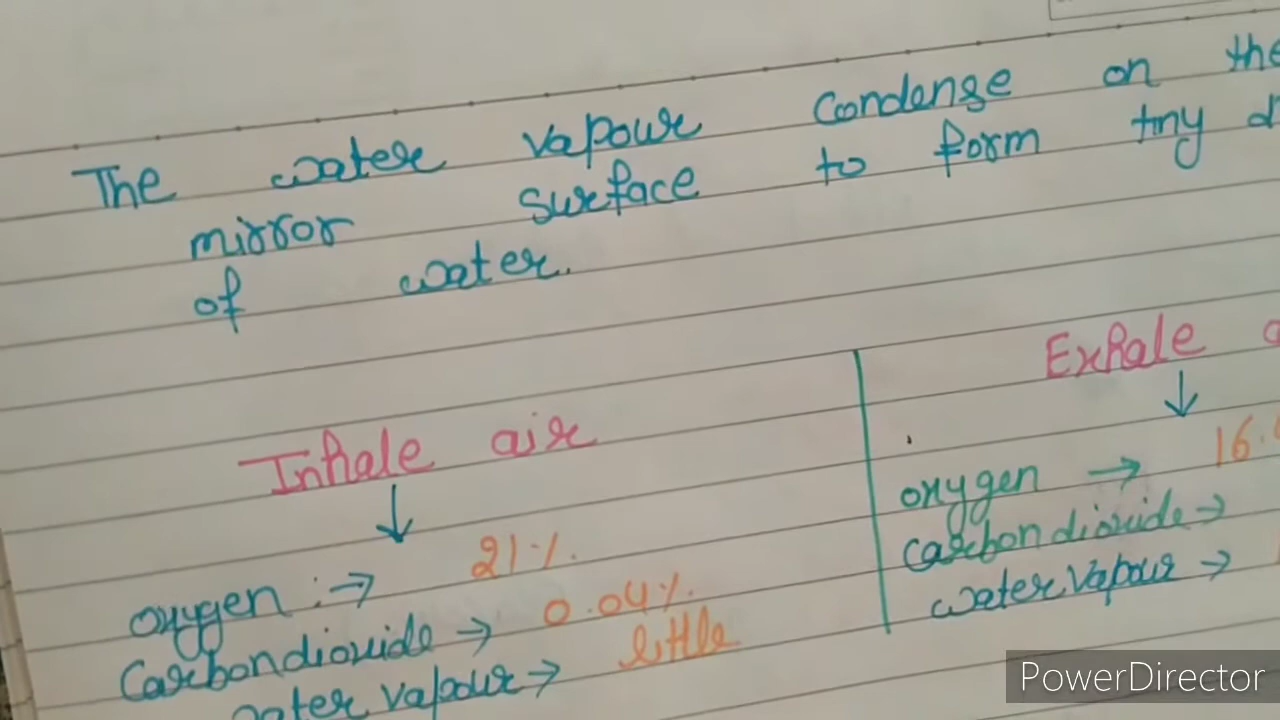 The water vapour condense on the
mirror surface to form tiny
of water.
Inhale air
oxygen :→ 21%.
Carbondioxide → 0.04%.
water vapour → little
Exhale
oxygen → 16.
carbondioxide →
water vapour →
PowerDirector